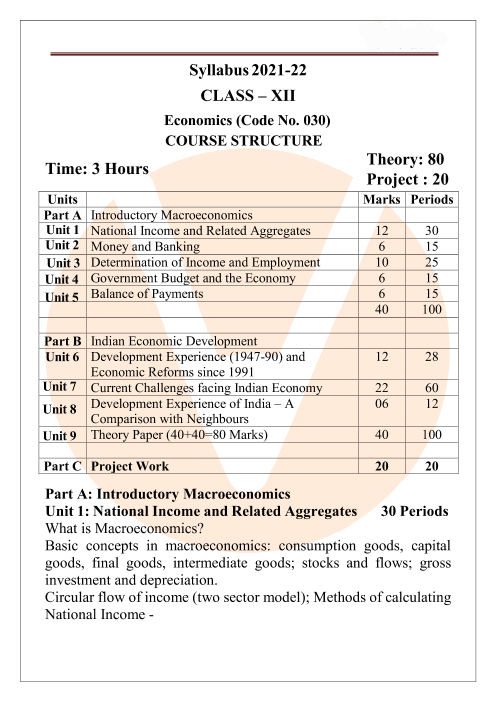 Syllabus 2021-22
CLASS – XII
Economics (Code No. 030)
COURSE STRUCTURE
Time: 3 Hours Theory: 80
Project : 20
Units Marks Periods
Part A Introductory Macroeconomics
Unit 1 National Income and Related Aggregates 12 30
Unit 2 Money and Banking 6 15
Unit 3 Determination of Income and Employment 10 25
Unit 4 Government Budget and the Economy 6 15
Unit 5 Balance of Payments 6 15
40 100
Part B Indian Economic Development
Unit 6 Development Experience (1947-90) and 12 28
Economic Reforms since 1991
Unit 7 Current Challenges facing Indian Economy 22 60
Unit 8 Development Experience of India – A 06 12
Comparison with Neighbours
Unit 9 Theory Paper (40+40=80 Marks) 40 100
Part C Project Work 20 20
Part A: Introductory Macroeconomics
Unit 1: National Income and Related Aggregates 30 Periods
What is Macroeconomics?
Basic concepts in macroeconomics: consumption goods, capital
goods, final goods, intermediate goods; stocks and flows; gross
investment and depreciation.
Circular flow of income (two sector model); Methods of calculating
National Income -